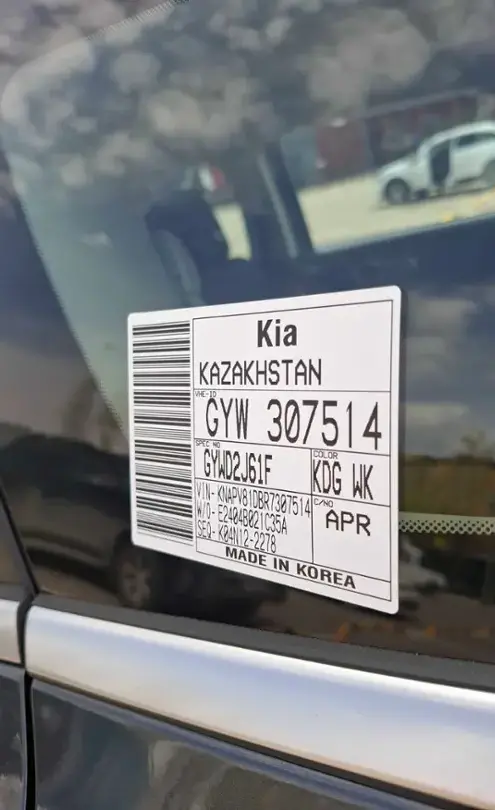 Kia
KAZAKHSTAN
VHE-ID
GYW 307514
SPEC NO
GYWD2J61F
COLOR
KDG WK
VIN- KNAPV81DBR7307514
W/O- E2404B021C35A
SEQ- K04N12-2278
C/NO
APR
MADE IN KOREA